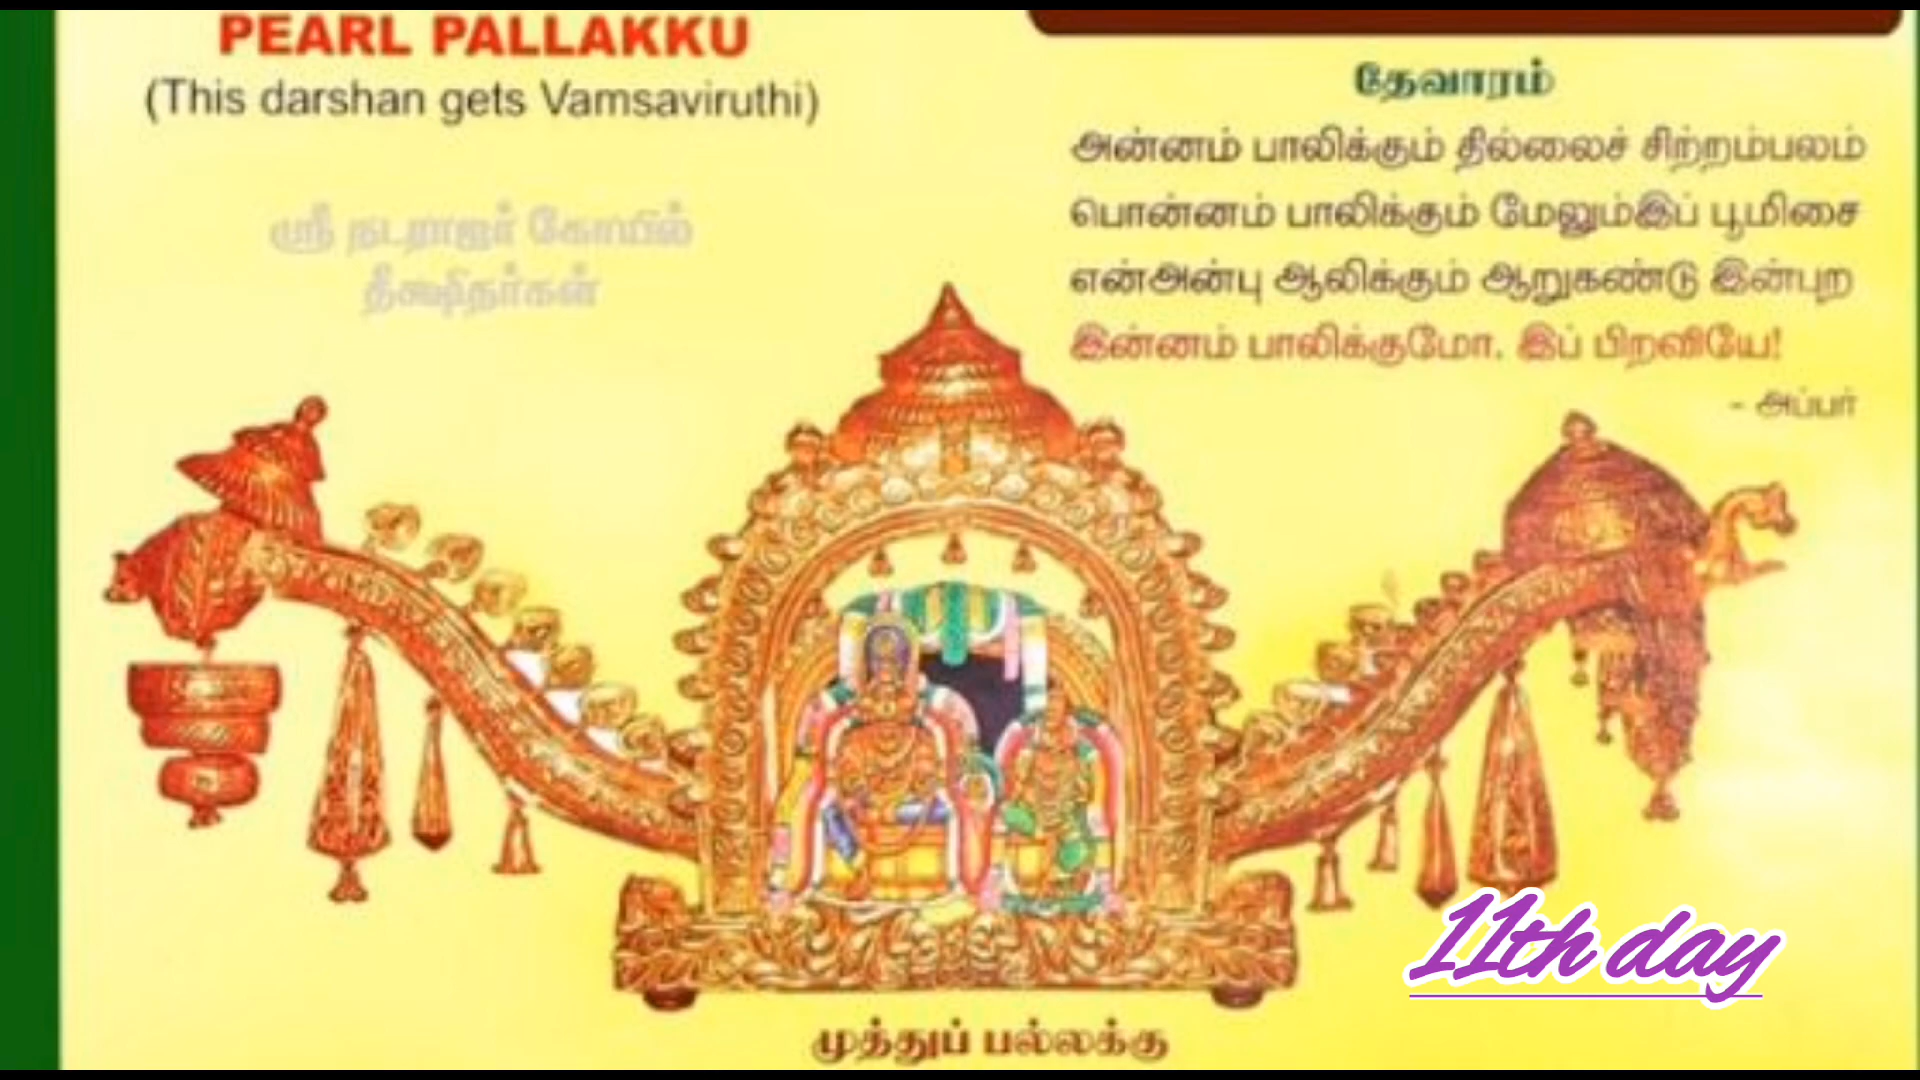 PEARL PALLAKKU
(This darshan gets Vamsaviruthi)
ஸ்ரீ நடராஜர் கோயில்
தீக்ஷிதர்கள்
தேவாரம்
அன்னம் பாலிக்கும் தில்லைச் சிற்றம்பலம்
பொன்னம் பாலிக்கும் மேலும்இப் பூமிசை
என்அன்பு ஆலிக்கும் ஆறுகண்டு இன்புற
இன்னம் பாலிக்குமோ. இப் பிறவியே!
- அப்பர்
11th day
முத்துப் பல்லக்கு